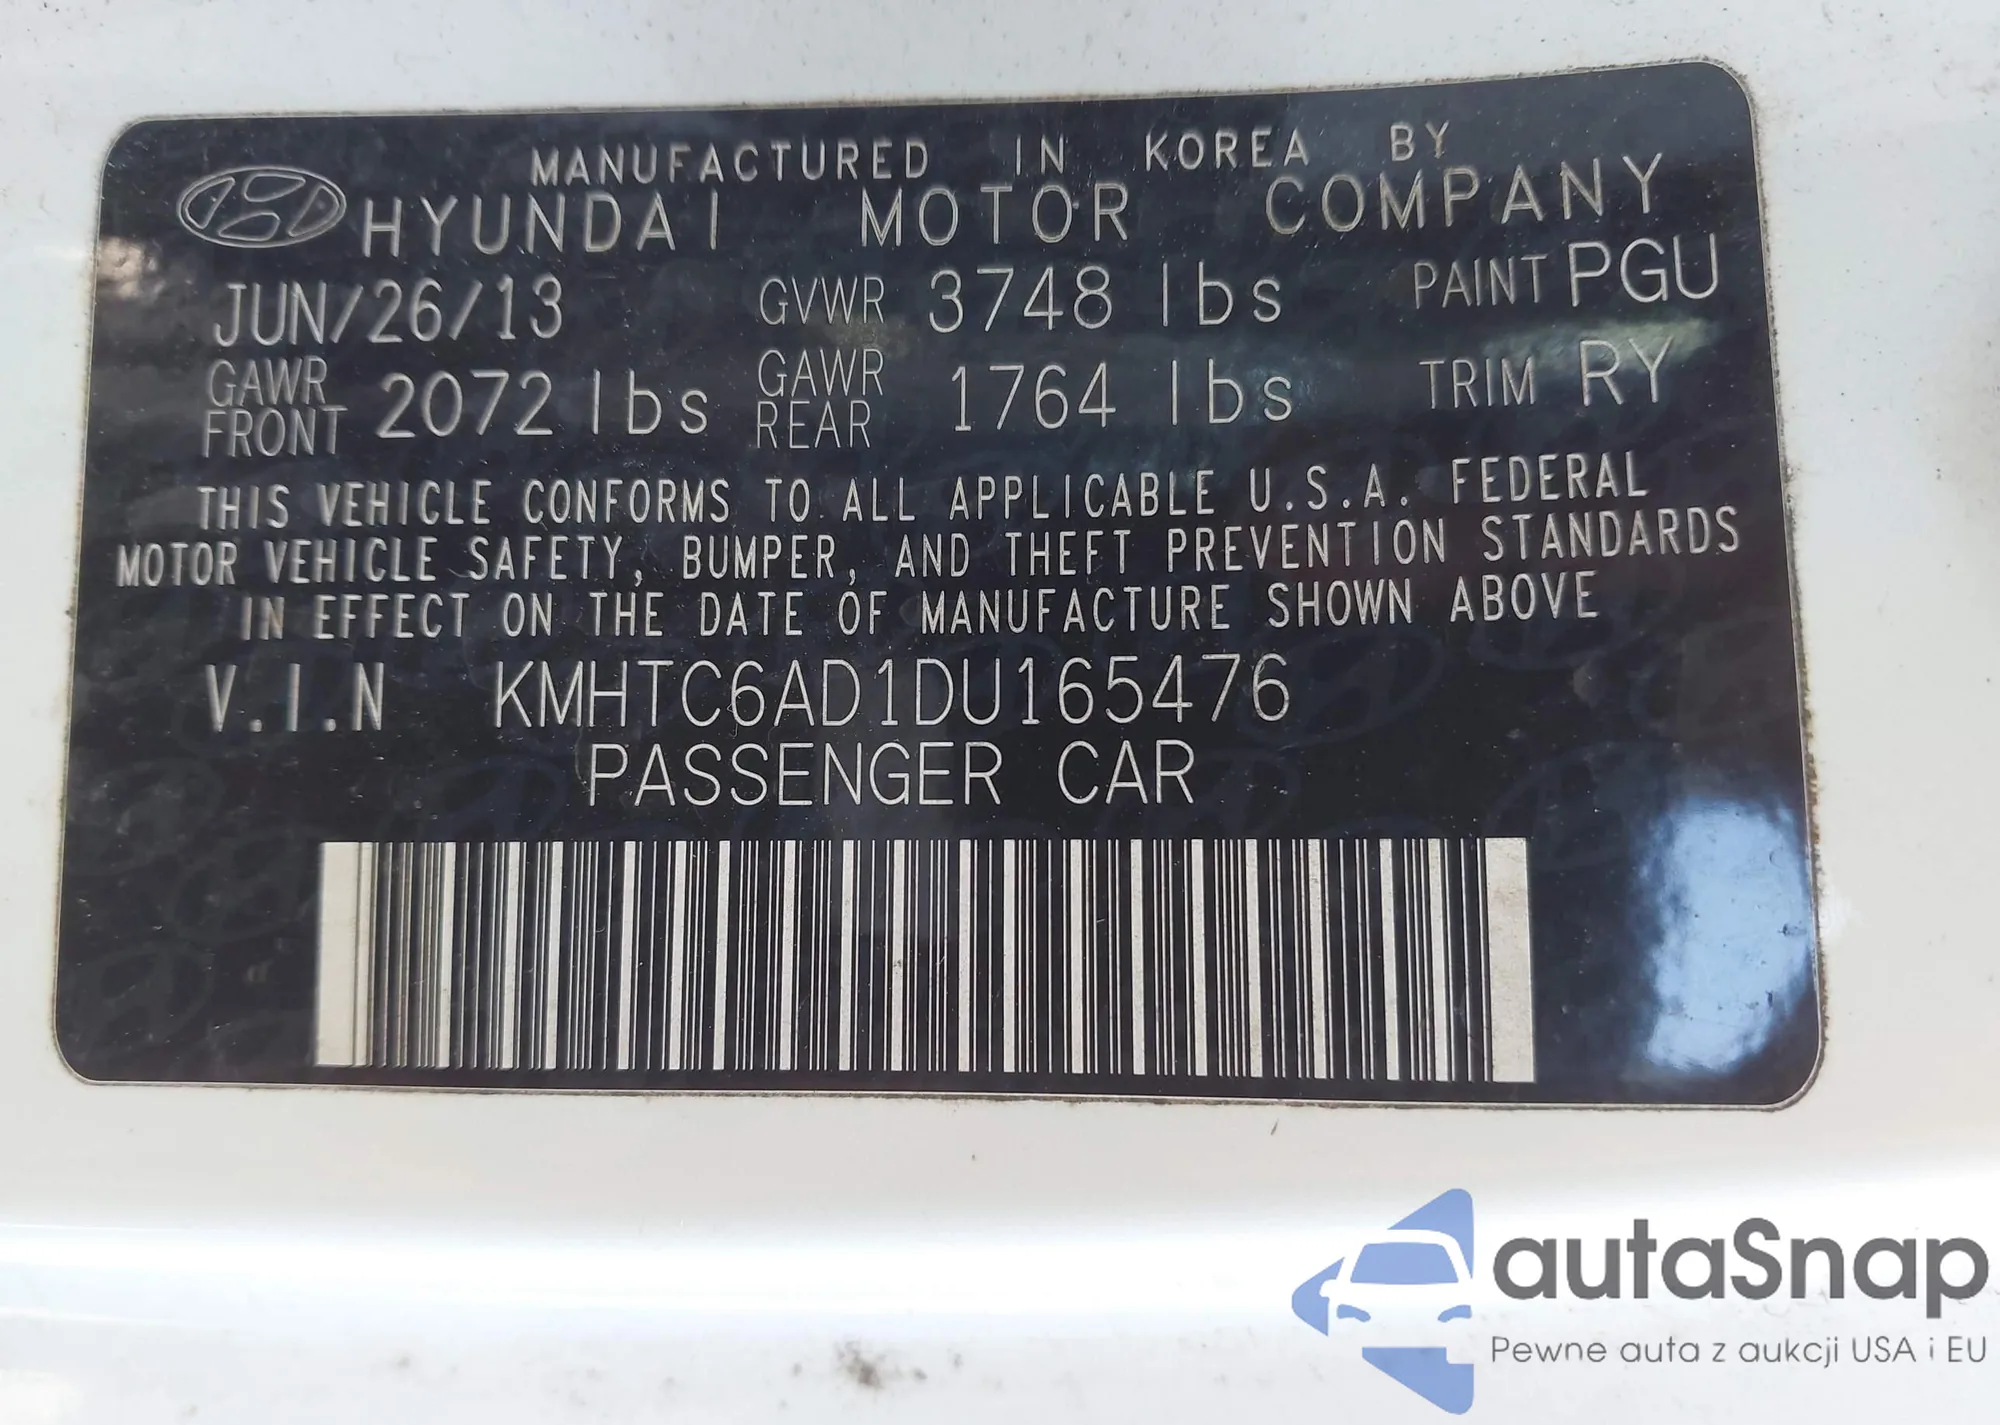 MANUFACTURED IN KOREA BY
HYUNDAI MOTOR COMPANY
JUN/26/13 GVWR 3748 lbs PAINT PGU
GAWR FRONT 2072 lbs GAWR REAR 1764 lbs TRIM RY
THIS VEHICLE CONFORMS TO ALL APPLICABLE U.S.A. FEDERAL
MOTOR VEHICLE SAFETY, BUMPER, AND THEFT PREVENTION STANDARDS
IN EFFECT ON THE DATE OF MANUFACTURE SHOWN ABOVE
V.I.N KMHTC6AD1DU165476
PASSENGER CAR
autaSnap
Pewne auta z aukcji USA i EU